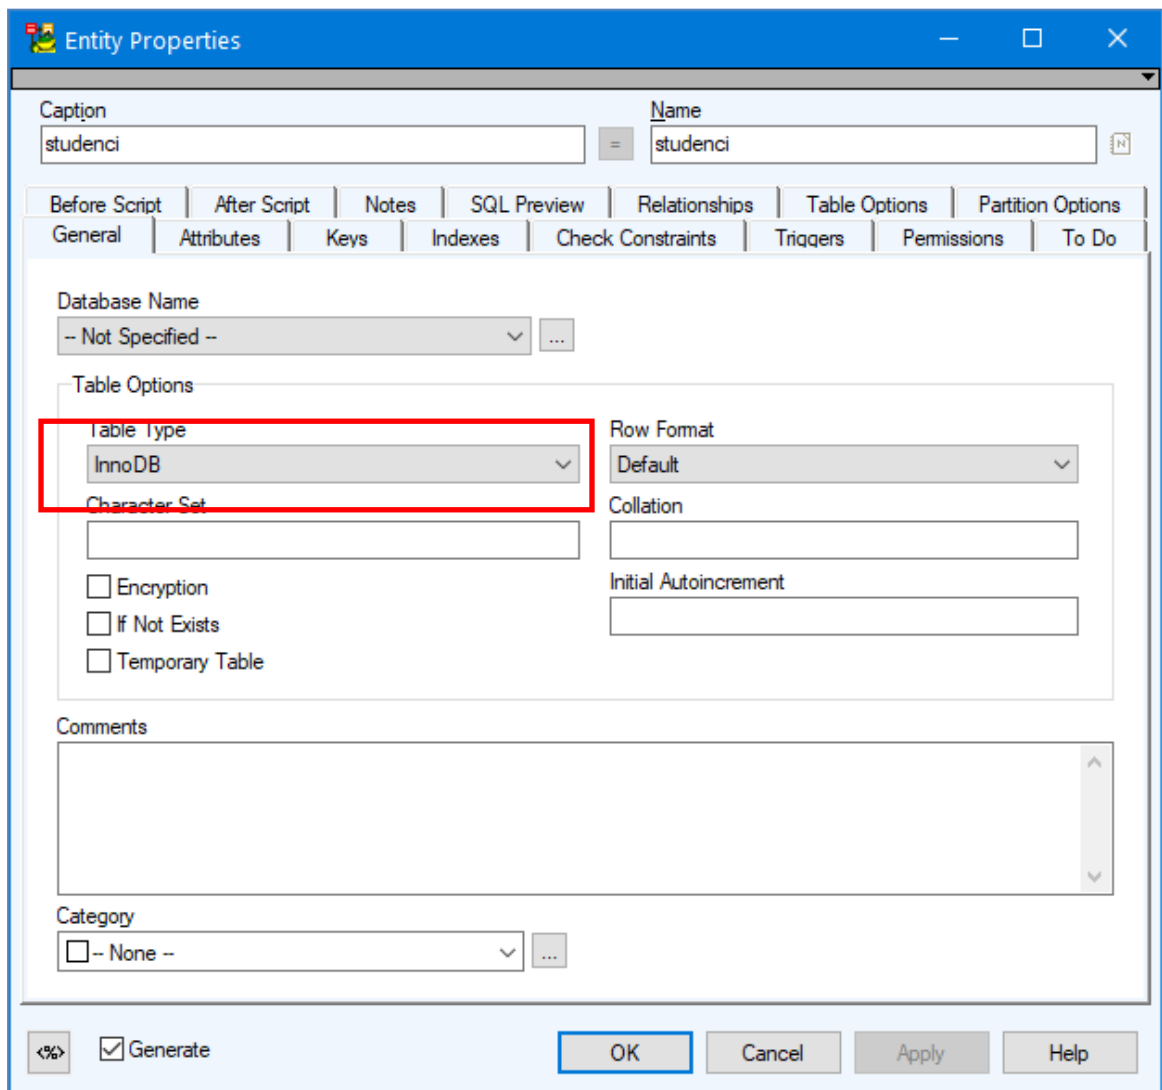 Entity Properties
Caption
Name
studenci
=
studenci
Before Script
After Script
Notes
SQL Preview
Relationships
Table Options
Partition Options
General
Attributes
Keys
Indexes
Check Constraints
Triggers
Permissions
To Do
Database Name
-- Not Specified --
...
Table Options
Table Type
Row Format
InnoDB
Default
Character Set
Collation
Encryption
Initial Autoincrement
If Not Exists
Temporary Table
Comments
Category
-- None --
...
<%>
Generate
OK
Cancel
Apply
Help